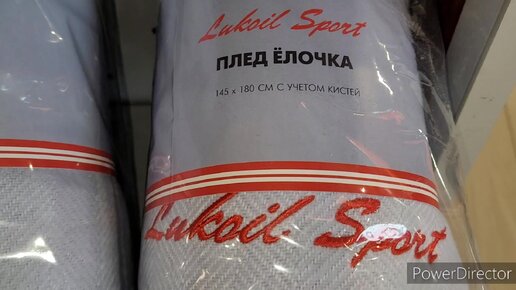 Lukoil Sport
ПЛЕД ЁЛОЧКА
145 х 180 СМ С УЧЕТОМ КИСТЕЙ
Lukoil Sport
PowerDirector